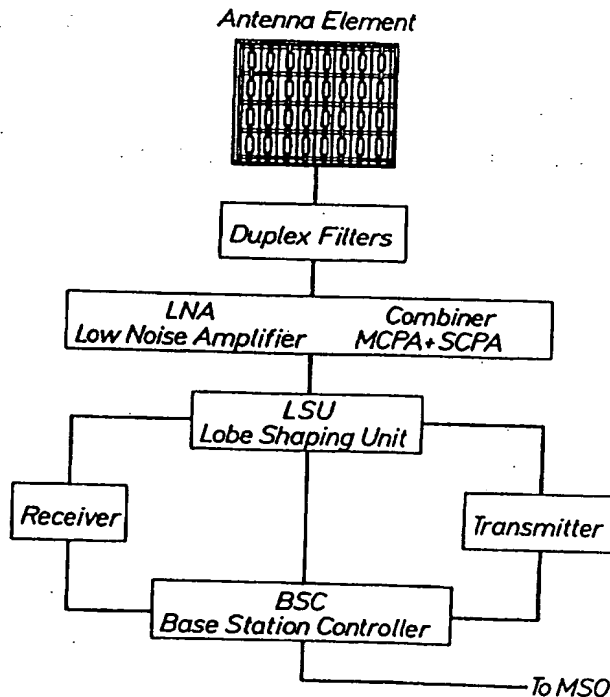 Antenna Element
Duplex Filters
LNA
Low Noise Amplifier
Combiner
MCPA+SCPA
LSU
Lobe Shaping Unit
Receiver
Transmitter
BSC
Base Station Controller
To MSO